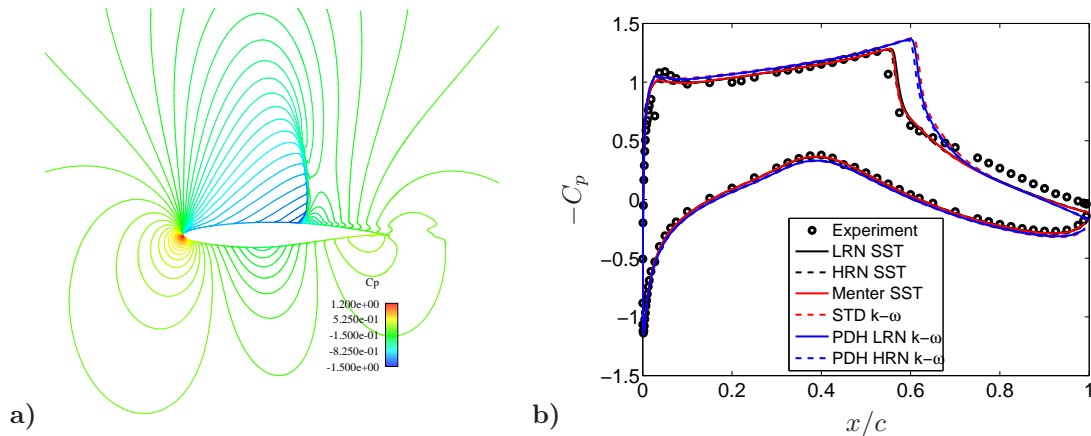 Cp
1.200e+00
5.250e-01
-1.500e-01
-8.250e-01
-1.500e+00
a)
1.5
1
0.5
0
−0.5
−1
−1.5
−Cp
0
0.2
0.4
0.6
0.8
1
x/c
Experiment
LRN SST
HRN SST
Menter SST
STD k−ω
PDH LRN k−ω
PDH HRN k−ω
b)